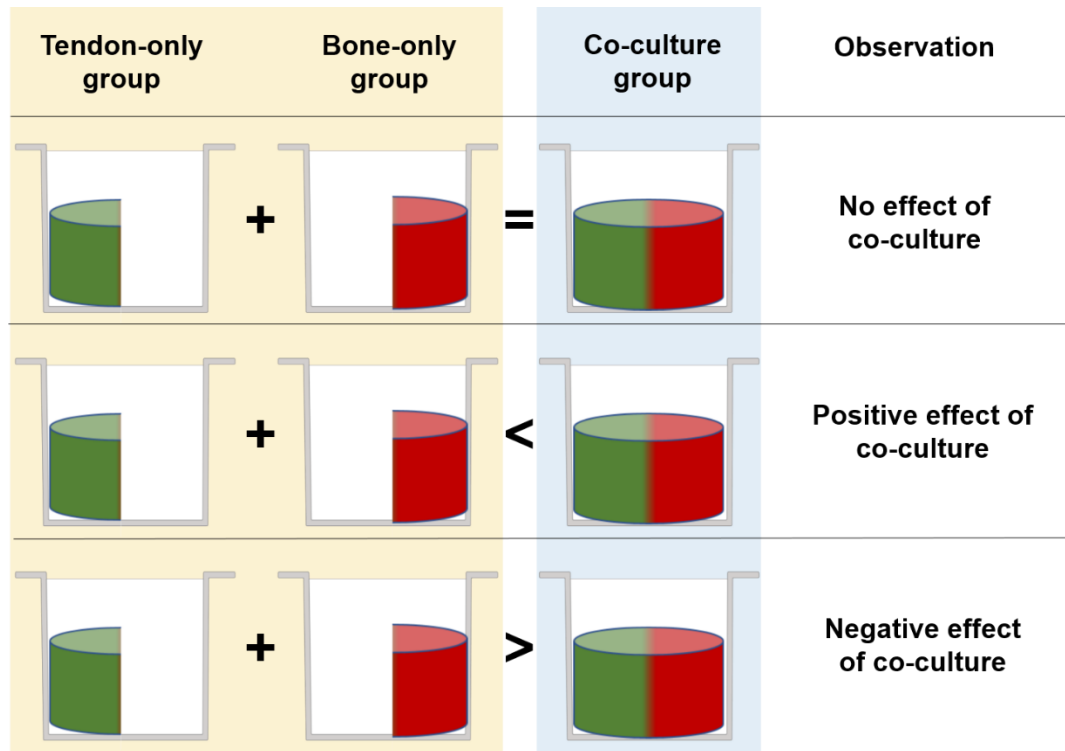 Tendon-only
group
Bone-only
group
Co-culture
group
Observation
+
=
No effect of
co-culture
+
<
Positive effect of
co-culture
+
>
Negative effect
of co-culture